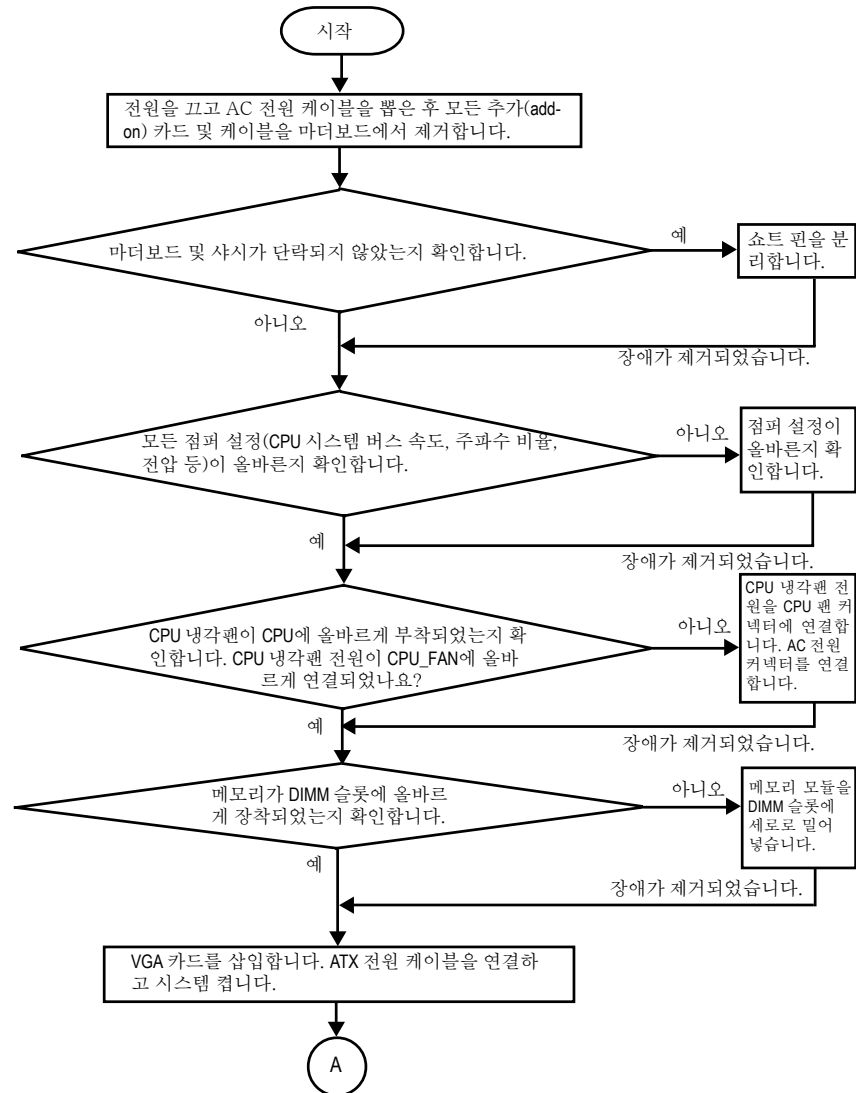 시작
전원을 끄고 AC 전원 케이블을 뽑은 후 모든 추가(add-
on) 카드 및 케이블을 마더보드에서 제거합니다.
마더보드 및 샤시가 단락되지 않았는지 확인합니다.
예
쇼트 핀을 분
리합니다.
아니오
장애가 제거되었습니다.
모든 점퍼 설정(CPU 시스템 버스 속도, 주파수 비율,
전압 등)이 올바른지 확인합니다.
아니오
점퍼 설정이
올바른지 확
인합니다.
예
장애가 제거되었습니다.
CPU 냉각팬이 CPU에 올바르게 부착되었는지 확
인합니다. CPU 냉각팬 전원이 CPU_FAN에 올바
르게 연결되었나요?
아니오
CPU 냉각팬 전
원을 CPU 팬 커
넥터에 연결합
니다. AC 전원
커넥터를 연결
합니다.
예
장애가 제거되었습니다.
메모리가 DIMM 슬롯에 올바르
게 장착되었는지 확인합니다.
아니오
메모리 모듈을
DIMM 슬롯에
세로로 밀어
넣습니다.
예
장애가 제거되었습니다.
VGA 카드를 삽입합니다. ATX 전원 케이블을 연결하
고 시스템 켭니다.
A